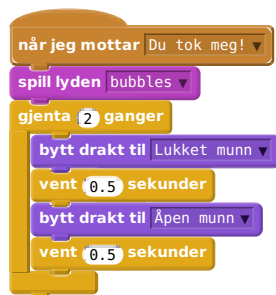 når jeg mottar Du tok meg!
spill lyden bubbles
gjenta 2 ganger
bytt drakt til Lukket munn
vent 0.5 sekunder
bytt drakt til Åpen munn
vent 0.5 sekunder